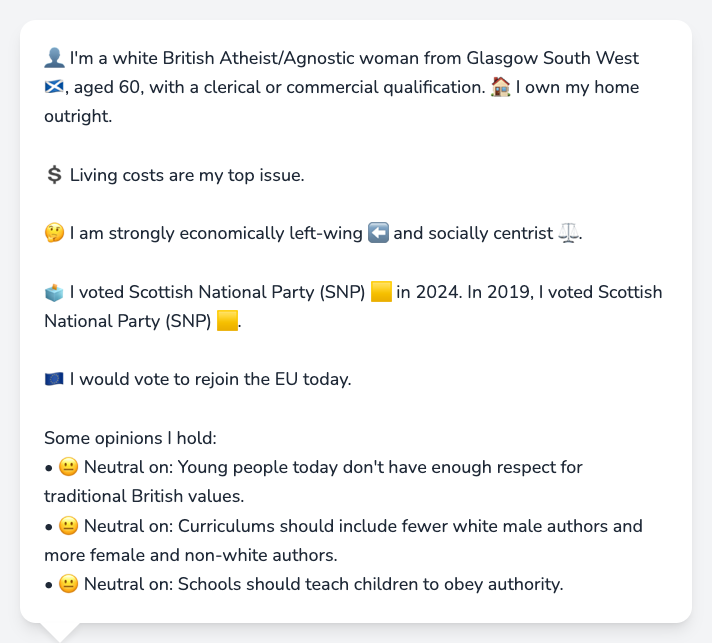 👤 I'm a white British Atheist/Agnostic woman from Glasgow South West
🏴󠁧󠁢󠁳󠁣󠁴󠁿, aged 60, with a clerical or commercial qualification. 🏠 I own my home
outright.
💲 Living costs are my top issue.
🤔 I am strongly economically left-wing ⬅️ and socially centrist ⚖️.
🗳️ I voted Scottish National Party (SNP) 🟨 in 2024. In 2019, I voted Scottish
National Party (SNP) 🟨.
🇪🇺 I would vote to rejoin the EU today.
Some opinions I hold:
• 😐 Neutral on: Young people today don't have enough respect for
traditional British values.
• 😐 Neutral on: Curriculums should include fewer white male authors and
more female and non-white authors.
• 😐 Neutral on: Schools should teach children to obey authority.